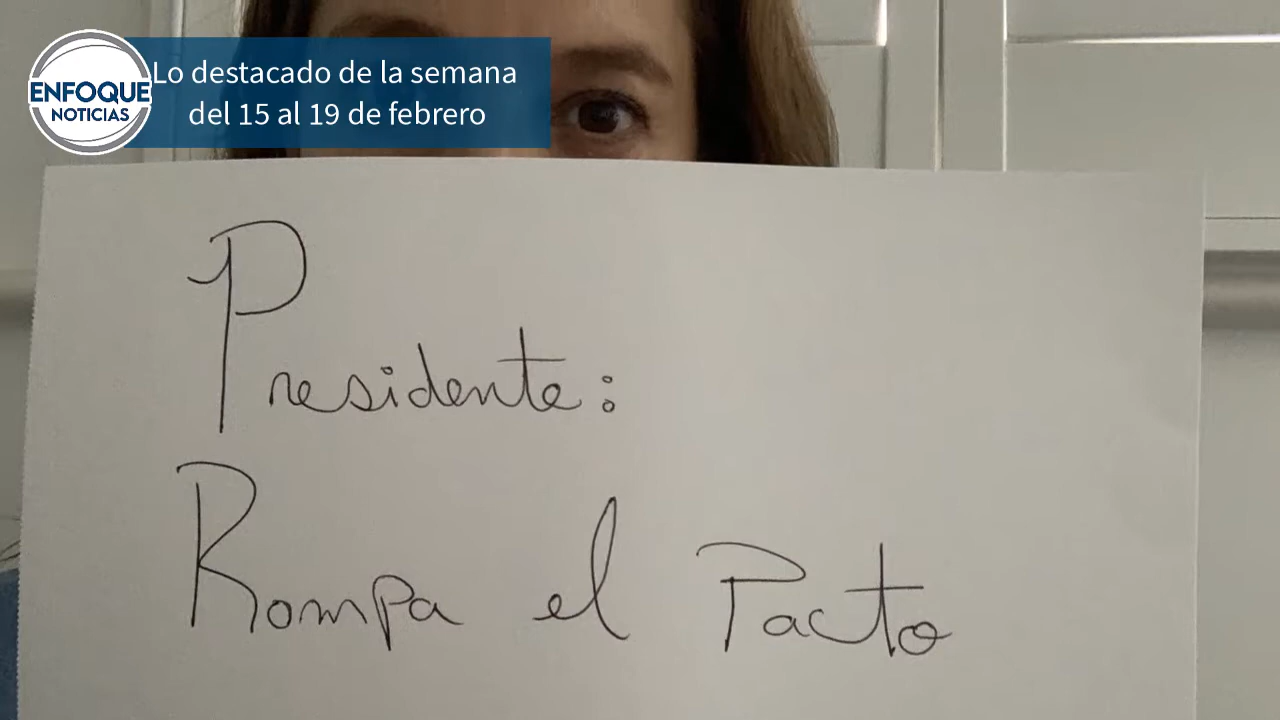 ENFOQUE
NOTICIAS
Lo destacado de la semana
del 15 al 19 de febrero
Presidente:
Rompa el Pacto